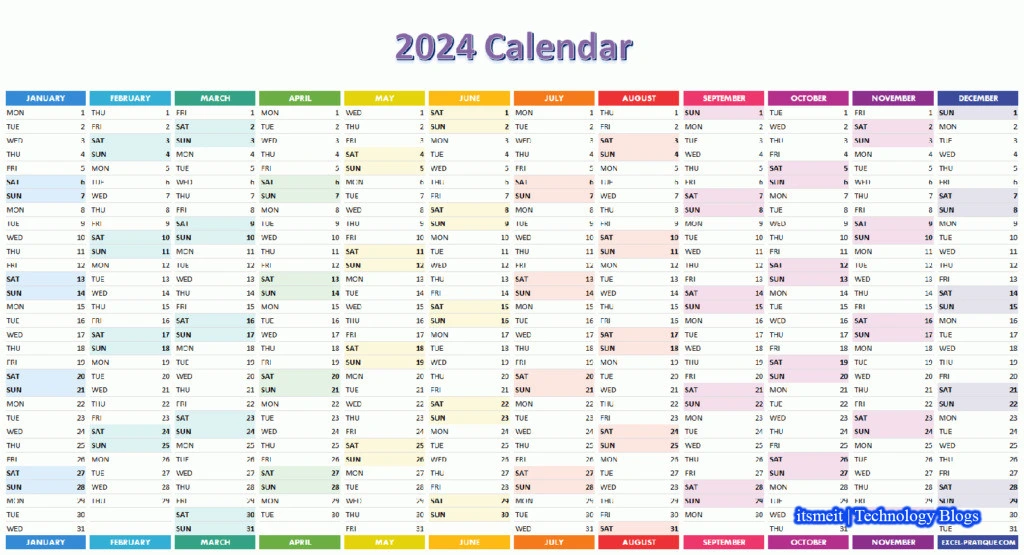 2024 Calendar
JANUARY FEBRUARY MARCH APRIL MAY JUNE JULY AUGUST SEPTEMBER OCTOBER NOVEMBER DECEMBER
MON 1 THU 1 FRI 1 MON 1 WED 1 SAT 1 MON 1 THU 1 SUN 1 TUE 1 FRI 1 SUN 1
TUE 2 FRI 2 SAT 2 TUE 2 THU 2 SUN 2 TUE 2 FRI 2 MON 2 WED 2 SAT 2 MON 2
WED 3 SAT 3 SUN 3 WED 3 FRI 3 MON 3 WED 3 SAT 3 TUE 3 THU 3 SUN 3 TUE 3
THU 4 SUN 4 MON 4 THU 4 SAT 4 TUE 4 THU 4 SUN 4 WED 4 FRI 4 MON 4 WED 4
FRI 5 MON 5 TUE 5 FRI 5 SUN 5 WED 5 FRI 5 MON 5 THU 5 SAT 5 TUE 5 THU 5
SAT 6 TUE 6 WED 6 SAT 6 MON 6 THU 6 SAT 6 TUE 6 FRI 6 SUN 6 WED 6 FRI 6
SUN 7 WED 7 THU 7 SUN 7 TUE 7 FRI 7 SUN 7 WED 7 SAT 7 MON 7 THU 7 SAT 7
MON 8 THU 8 FRI 8 MON 8 WED 8 SAT 8 MON 8 THU 8 SUN 8 TUE 8 FRI 8 SUN 8
TUE 9 FRI 9 SAT 9 TUE 9 THU 9 SUN 9 TUE 9 FRI 9 MON 9 WED 9 SAT 9 MON 9
WED 10 SAT 10 SUN 10 WED 10 FRI 10 MON 10 WED 10 SAT 10 TUE 10 THU 10 SUN 10 TUE 10
THU 11 SUN 11 MON 11 THU 11 SAT 11 TUE 11 THU 11 SUN 11 WED 11 FRI 11 MON 11 WED 11
FRI 12 MON 12 TUE 12 FRI 12 SUN 12 WED 12 FRI 12 MON 12 THU 12 SAT 12 TUE 12 THU 12
SAT 13 TUE 13 WED 13 SAT 13 MON 13 THU 13 SAT 13 TUE 13 FRI 13 SUN 13 WED 13 FRI 13
SUN 14 WED 14 THU 14 SUN 14 TUE 14 FRI 14 SUN 14 WED 14 SAT 14 MON 14 THU 14 SAT 14
MON 15 THU 15 FRI 15 MON 15 WED 15 SAT 15 MON 15 THU 15 SUN 15 TUE 15 FRI 15 SUN 15
TUE 16 FRI 16 SAT 16 TUE 16 THU 16 SUN 16 TUE 16 FRI 16 MON 16 WED 16 SAT 16 MON 16
WED 17 SAT 17 SUN 17 WED 17 FRI 17 MON 17 WED 17 SAT 17 TUE 17 THU 17 SUN 17 TUE 17
THU 18 SUN 18 MON 18 THU 18 SAT 18 TUE 18 THU 18 SUN 18 WED 18 FRI 18 MON 18 WED 18
FRI 19 MON 19 TUE 19 FRI 19 SUN 19 WED 19 FRI 19 MON 19 THU 19 SAT 19 TUE 19 THU 19
SAT 20 TUE 20 WED 20 SAT 20 MON 20 THU 20 SAT 20 TUE 20 FRI 20 SUN 20 WED 20 FRI 20
SUN 21 WED 21 THU 21 SUN 21 TUE 21 FRI 21 SUN 21 WED 21 SAT 21 MON 21 THU 21 SAT 21
MON 22 THU 22 FRI 22 MON 22 WED 22 SAT 22 MON 22 THU 22 SUN 22 TUE 22 FRI 22 SUN 22
TUE 23 FRI 23 SAT 23 TUE 23 THU 23 SUN 23 TUE 23 FRI 23 MON 23 WED 23 SAT 23 MON 23
WED 24 SAT 24 SUN 24 WED 24 FRI 24 MON 24 WED 24 SAT 24 TUE 24 THU 24 SUN 24 TUE 24
THU 25 SUN 25 MON 25 THU 25 SAT 25 TUE 25 THU 25 SUN 25 WED 25 FRI 25 MON 25 WED 25
FRI 26 MON 26 TUE 26 FRI 26 SUN 26 WED 26 FRI 26 MON 26 THU 26 SAT 26 TUE 26 THU 26
SAT 27 TUE 27 WED 27 SAT 27 MON 27 THU 27 SAT 27 TUE 27 FRI 27 SUN 27 WED 27 FRI 27
SUN 28 WED 28 THU 28 SUN 28 TUE 28 FRI 28 SUN 28 WED 28 SAT 28 MON 28 THU 28 SAT 28
MON 29 THU 29 FRI 29 MON 29 WED 29 SAT 29 MON 29 THU 29 SUN 29 TUE 29 FRI 29 SUN 29
TUE 30 SAT 30 TUE 30 THU 30 SUN 30 TUE 30 FRI 30 MON 30 WED 30
WED 31 SUN 31 FRI 31 WED 31 SAT 31 THU TUE 31
itsmeit | Technology Blogs
JANUARY FEBRUARY MARCH APRIL MAY JUNE JULY AUGUST SEPTEMBER OCTOBER NOVEMBER EXCEL-PRATIQUE.COM